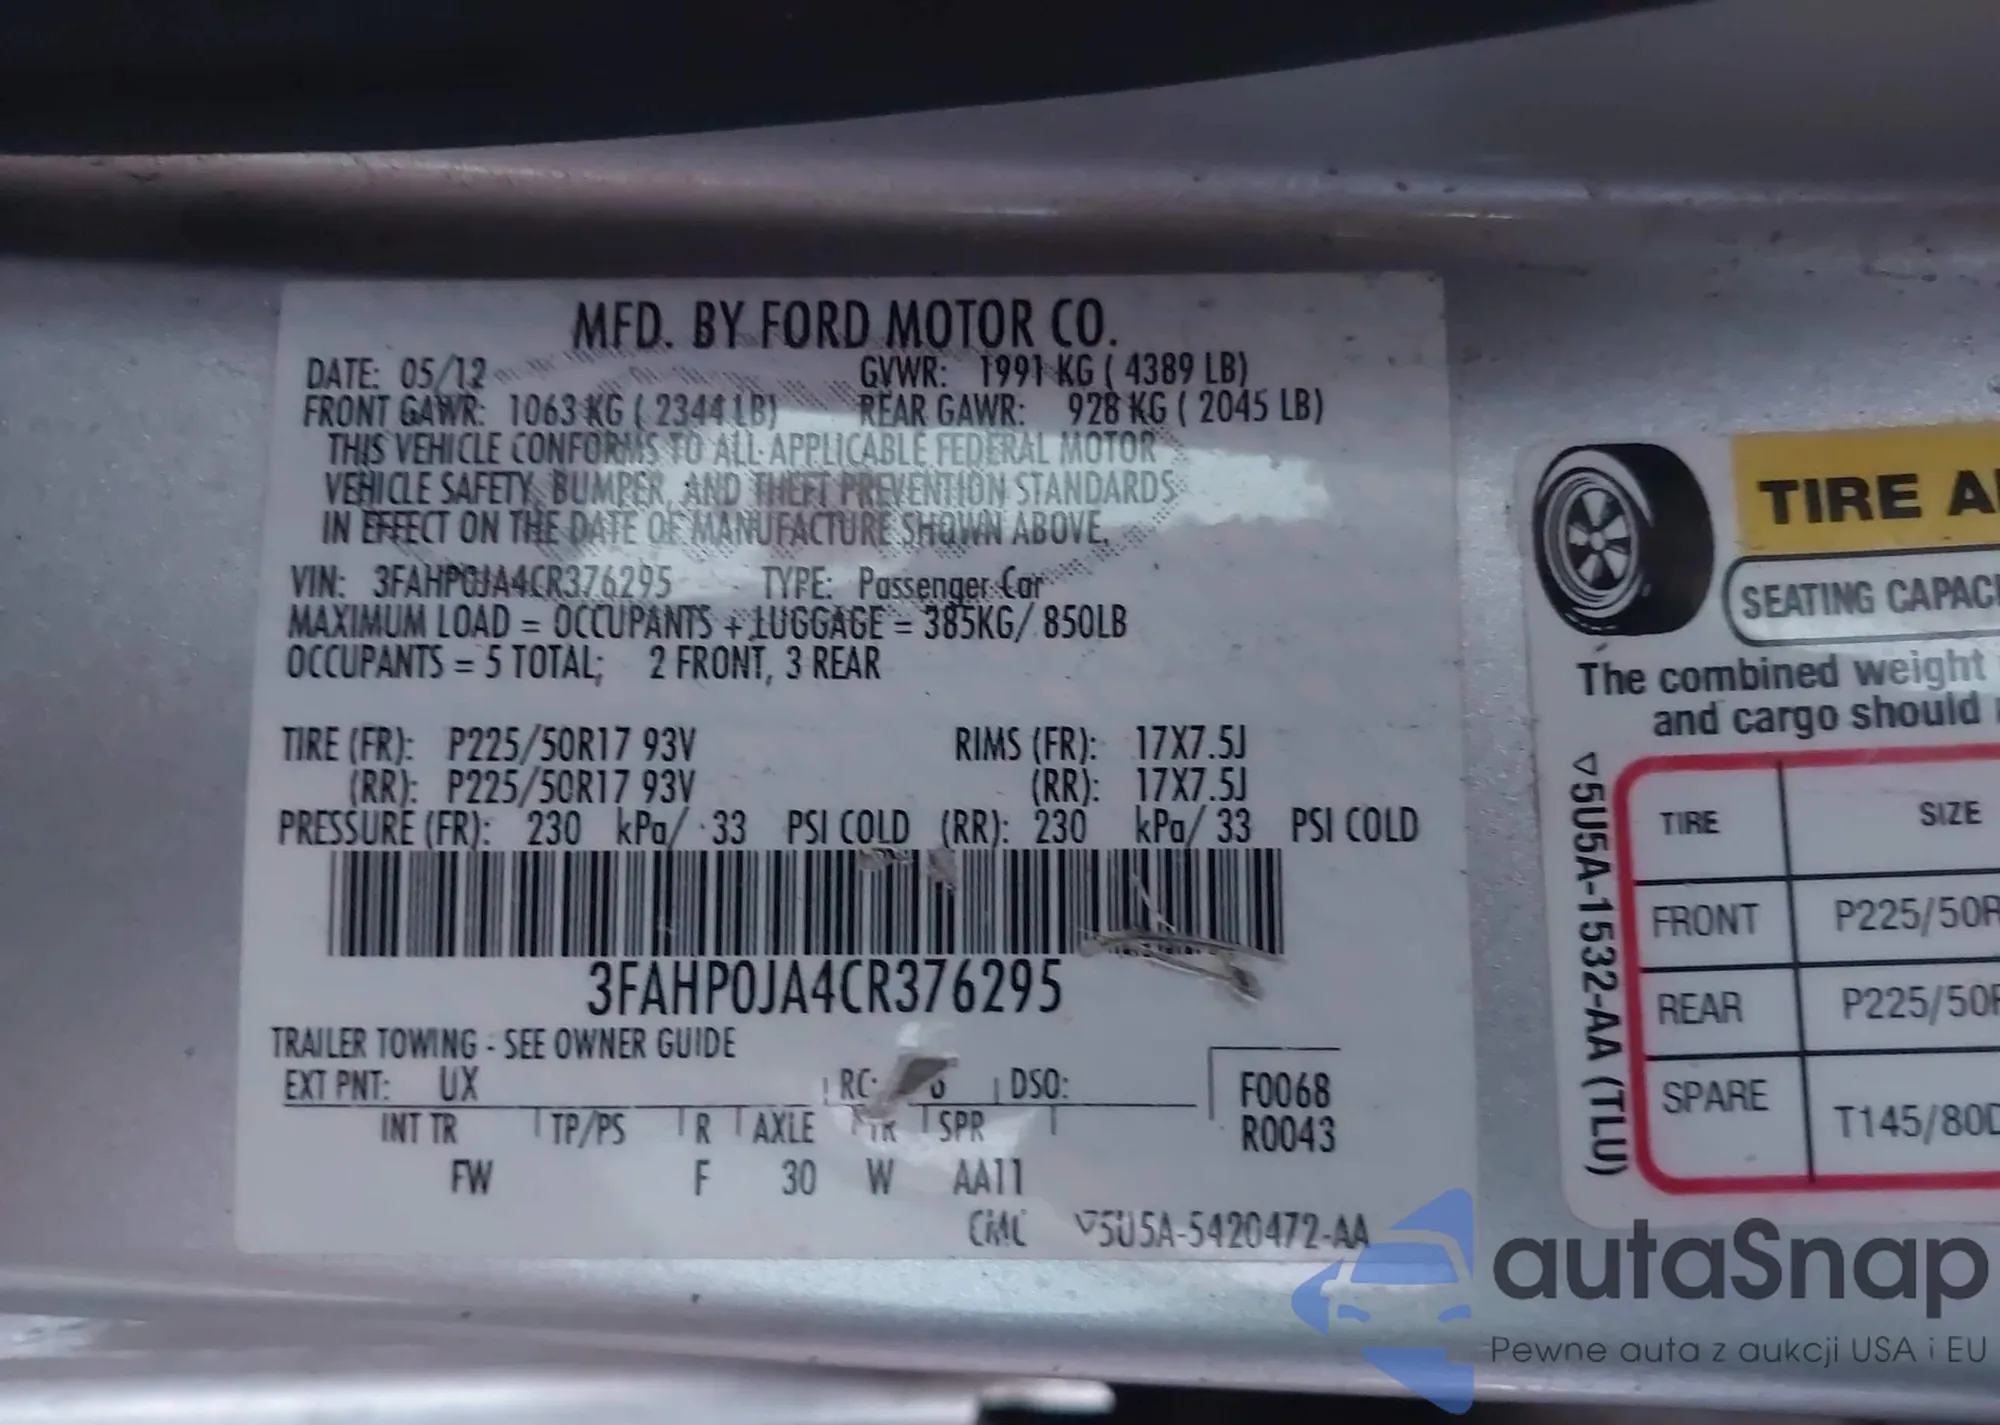 MFD. BY FORD MOTOR CO.
DATE: 05/12 GVWR: 1991 KG ( 4389 LB)
FRONT GAWR: 1063 KG ( 2344 LB) REAR GAWR: 928 KG ( 2045 LB)
THIS VEHICLE CONFORMS TO ALL APPLICABLE FEDERAL MOTOR
VEHICLE SAFETY, BUMPER, AND THEFT PREVENTION STANDARDS
IN EFFECT ON THE DATE OF MANUFACTURE SHOWN ABOVE.
VIN: 3FAHP0JA4CR376295 TYPE: Passenger Car
MAXIMUM LOAD = OCCUPANTS + LUGGAGE = 385KG/ 850LB
OCCUPANTS = 5 TOTAL; 2 FRONT, 3 REAR
TIRE (FR): P225/50R17 93V RIMS (FR): 17X7.5J
(RR): P225/50R17 93V (RR): 17X7.5J
PRESSURE (FR): 230 kPa/ 33 PSI COLD (RR): 230 kPa/ 33 PSI COLD
3FAHP0JA4CR376295
TRAILER TOWING - SEE OWNER GUIDE
EXT PNT: UX RC: DSO: F0068
INT TR TP/PS R AXLE TR SPR R0043
FW F 30 W AA11
▽5U5A-5420472-AA
TIRE A
SEATING CAPAC
The combined weight
and cargo should
▽5U5A-1532-AA (TLU)
TIRE SIZE
FRONT P225/50R
REAR P225/50R
SPARE T145/80D
autaSnap
Pewne auta z aukcji USA i EU